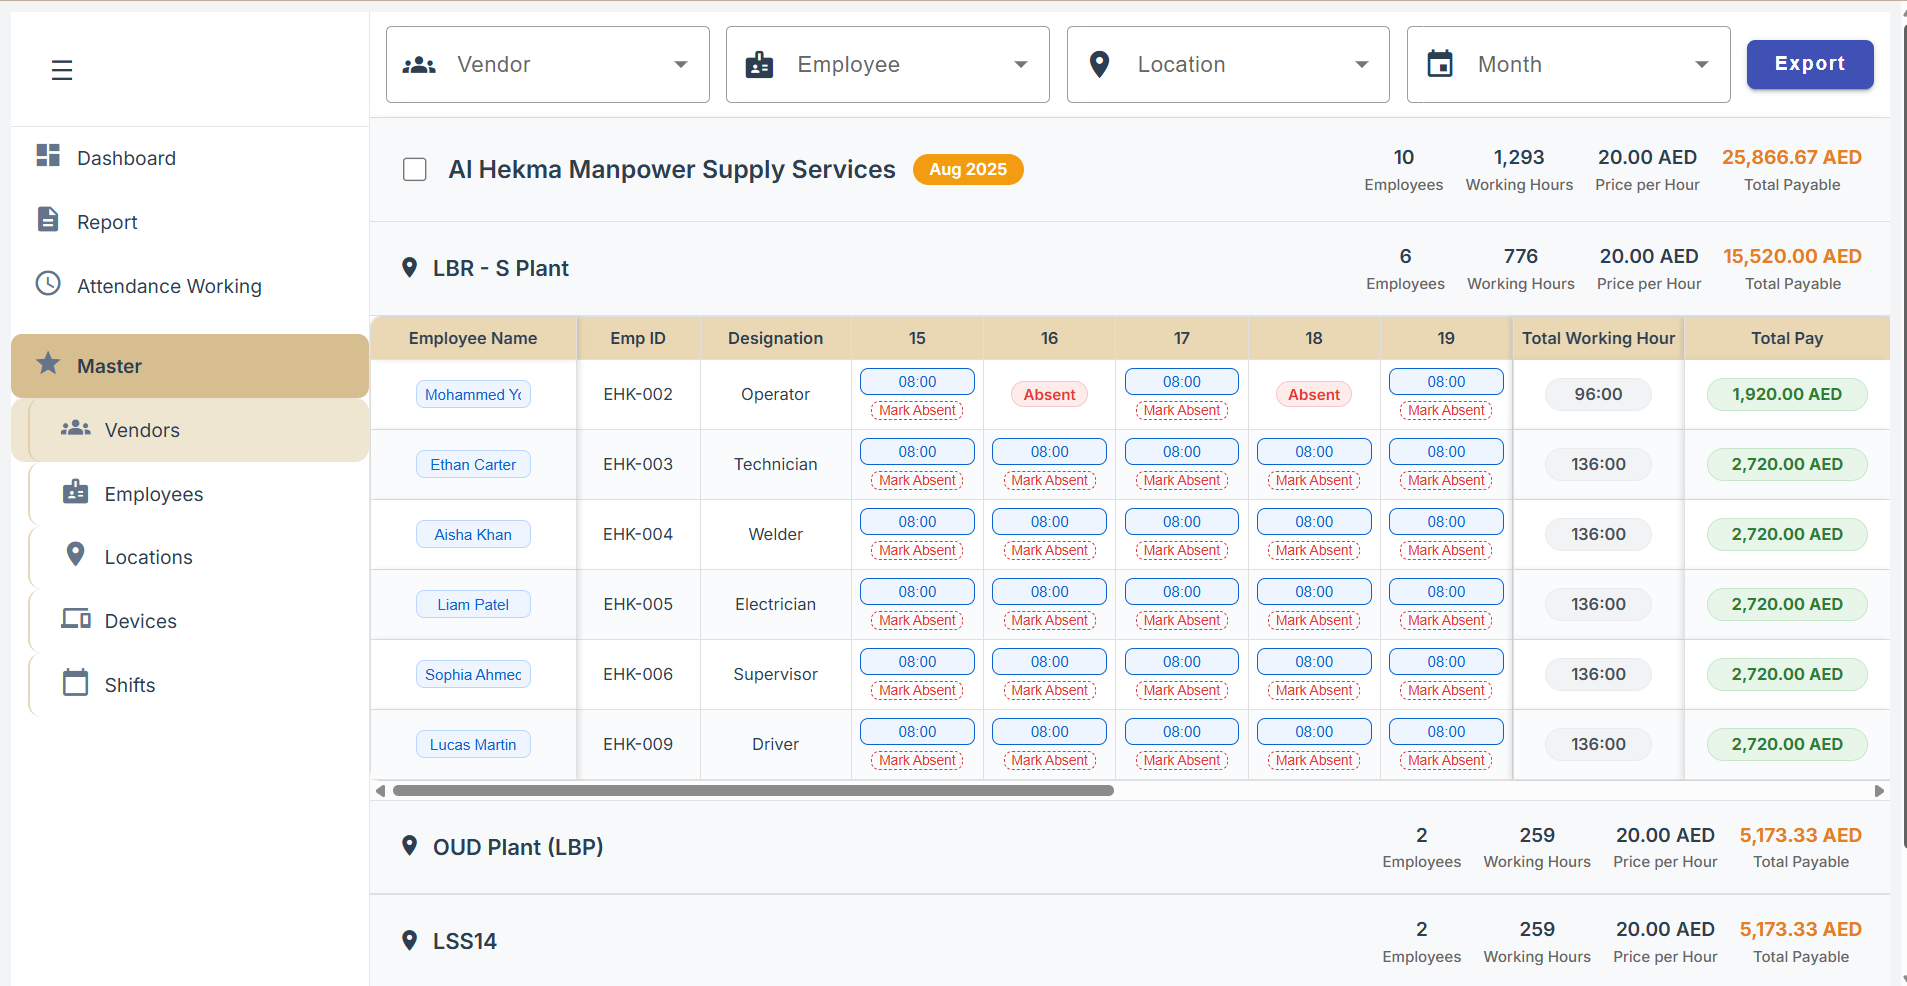 Vendor
Employee
Location
Month
Export
Dashboard
Report
Attendance Working
Master
Vendors
Employees
Locations
Devices
Shifts
Al Hekma Manpower Supply Services Aug 2025
10 1,293 20.00 AED 25,866.67 AED
Employees Working Hours Price per Hour Total Payable
LBR - S Plant
6 776 20.00 AED 15,520.00 AED
Employees Working Hours Price per Hour Total Payable
Employee Name Emp ID Designation 15 16 17 18 19 Total Working Hour Total Pay
Mohammed Yo EHK-002 Operator 08:00 Absent 08:00 Absent 08:00 96:00 1,920.00 AED
Mark Absent Mark Absent Mark Absent
Ethan Carter EHK-003 Technician 08:00 08:00 08:00 08:00 08:00 136:00 2,720.00 AED
Mark Absent Mark Absent Mark Absent Mark Absent Mark Absent
Aisha Khan EHK-004 Welder 08:00 08:00 08:00 08:00 08:00 136:00 2,720.00 AED
Mark Absent Mark Absent Mark Absent Mark Absent Mark Absent
Liam Patel EHK-005 Electrician 08:00 08:00 08:00 08:00 08:00 136:00 2,720.00 AED
Mark Absent Mark Absent Mark Absent Mark Absent Mark Absent
Sophia Ahmed EHK-006 Supervisor 08:00 08:00 08:00 08:00 08:00 136:00 2,720.00 AED
Mark Absent Mark Absent Mark Absent Mark Absent Mark Absent
Lucas Martin EHK-009 Driver 08:00 08:00 08:00 08:00 08:00 136:00 2,720.00 AED
Mark Absent Mark Absent Mark Absent Mark Absent Mark Absent
OUD Plant (LBP)
2 259 20.00 AED 5,173.33 AED
Employees Working Hours Price per Hour Total Payable
LSS14
2 259 20.00 AED 5,173.33 AED
Employees Working Hours Price per Hour Total Payable